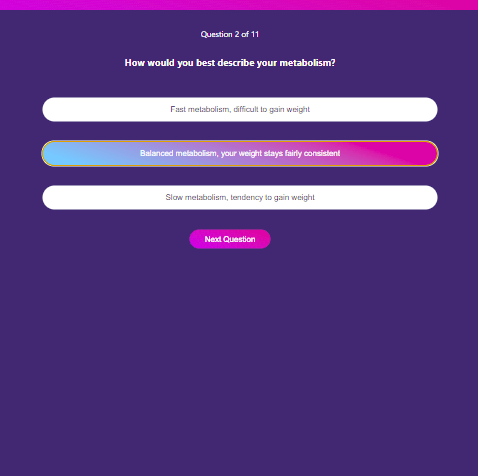 Question 2 of 11
How would you best describe your metabolism?
Fast metabolism, difficult to gain weight
Balanced metabolism, your weight stays fairly consistent
Slow metabolism, tendency to gain weight
Next Question